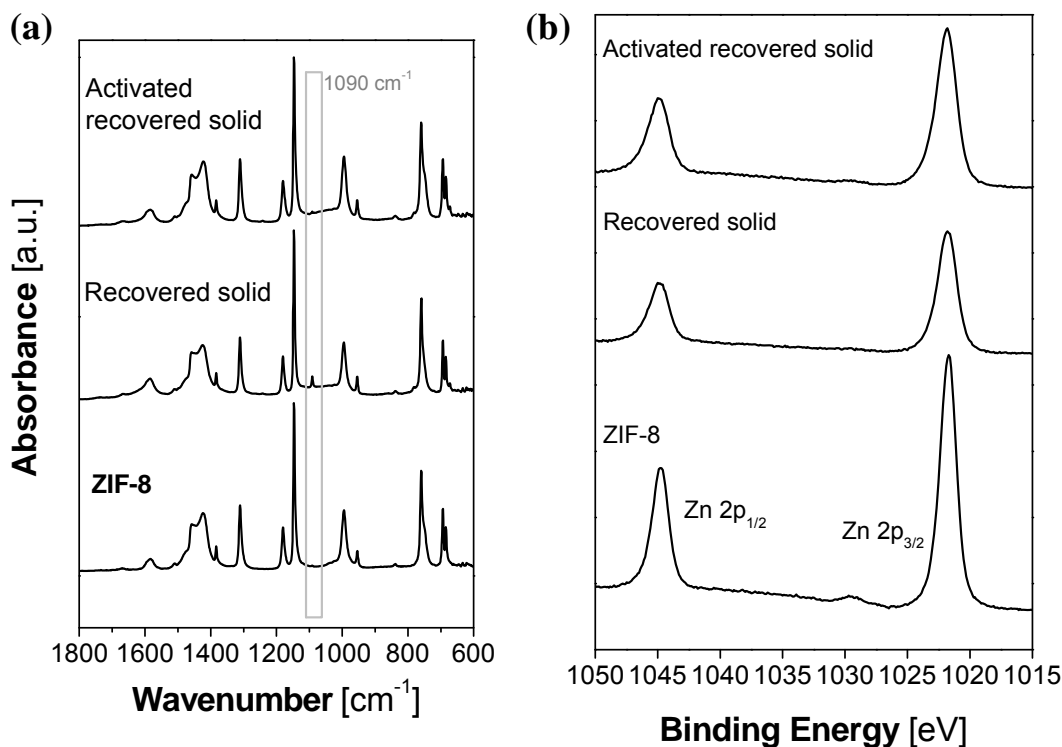 (a)
Activated
recovered solid
1090 cm⁻¹
Recovered solid
ZIF-8
Absorbance [a.u.]
1800 1600 1400 1200 1000 800 600
Wavenumber [cm⁻¹]
(b)
Activated recovered solid
Recovered solid
ZIF-8
Zn 2p₁/₂
Zn 2p₃/₂
1050 1045 1040 1035 1030 1025 1020 1015
Binding Energy [eV]